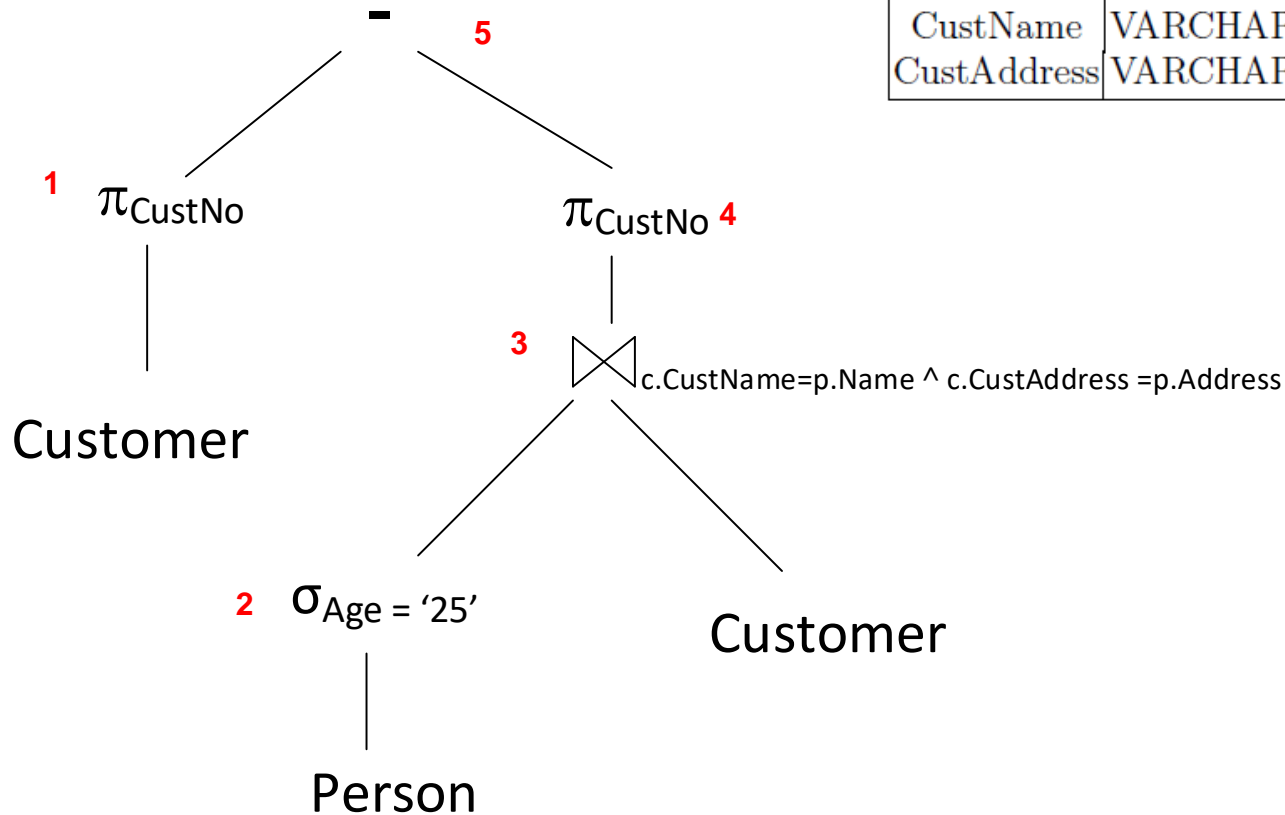 -
5
CustName VARCHAR
CustAddress VARCHAR
1
πCustNo
πCustNo 4
3
⋈c.CustName=p.Name ^ c.CustAddress =p.Address
Customer
2
σAge = ‘25’
Customer
Person